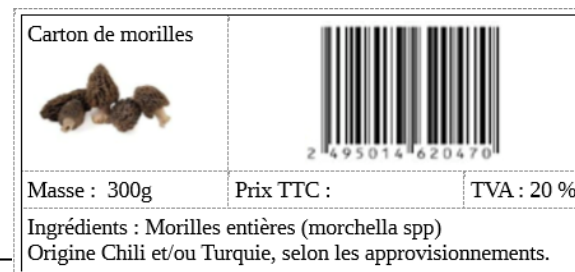 Carton de morilles
2 495014 620470
Masse : 300g
Prix TTC :
TVA : 20 %
Ingrédients : Morilles entières (morchella spp)
Origine Chili et/ou Turquie, selon les approvisionnements.